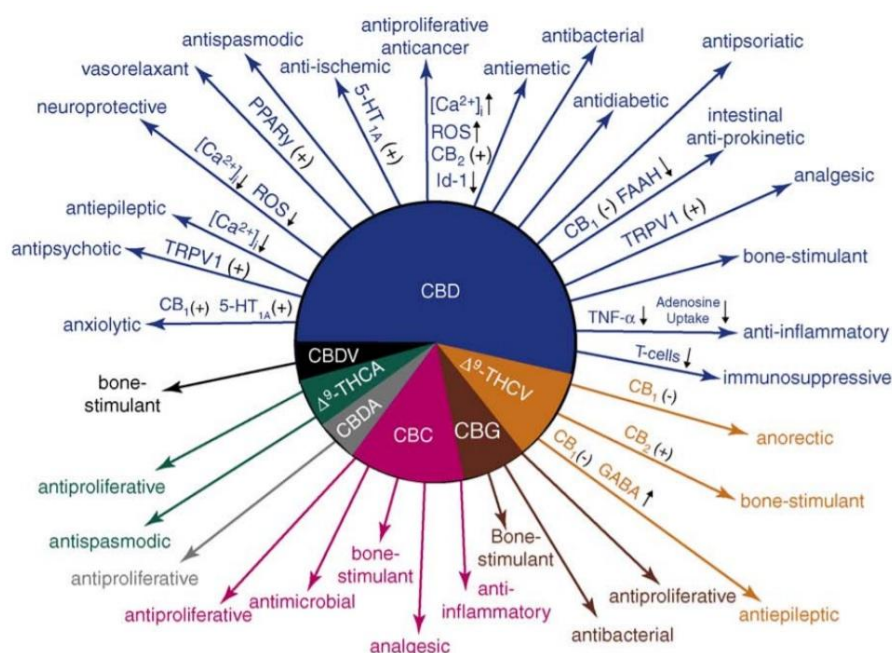 antiproliferative
anticancer
antispasmodic
antibacterial
antipsoriatic
vasorelaxant
anti-ischemic
antiemetic
neuroprotective
antidiabetic
intestinal
anti-prokinetic
analgesic
antiepileptic
antipsychotic
bone-stimulant
anxiolytic
anti-inflammatory
immunosuppressive
PPARγ (+)
5-HT1A (+)
[Ca2+]i↑
ROS↑
CB2 (+)
Id-1↓
[Ca2+]i↓ ROS↓
[Ca2+]i↓
TRPV1 (+)
CB1(+) 5-HT1A(+)
CB1 (-) FAAH↓
TRPV1 (+)
TNF-α↓
Adenosine
Uptake↓
T-cells↓
CBD
CBDV
Δ9-THCA
CBDA
CBC
CBG
Δ9-THCV
bone-
stimulant
antiproliferative
antispasmodic
antiproliferative
antiproliferative
antimicrobial
bone-
stimulant
analgesic
anti-
inflammatory
Bone-
stimulant
antibacterial
antiproliferative
CB1 (-)
anorectic
CB2 (+)
bone-stimulant
CB1(-) GABA↑
antiepileptic